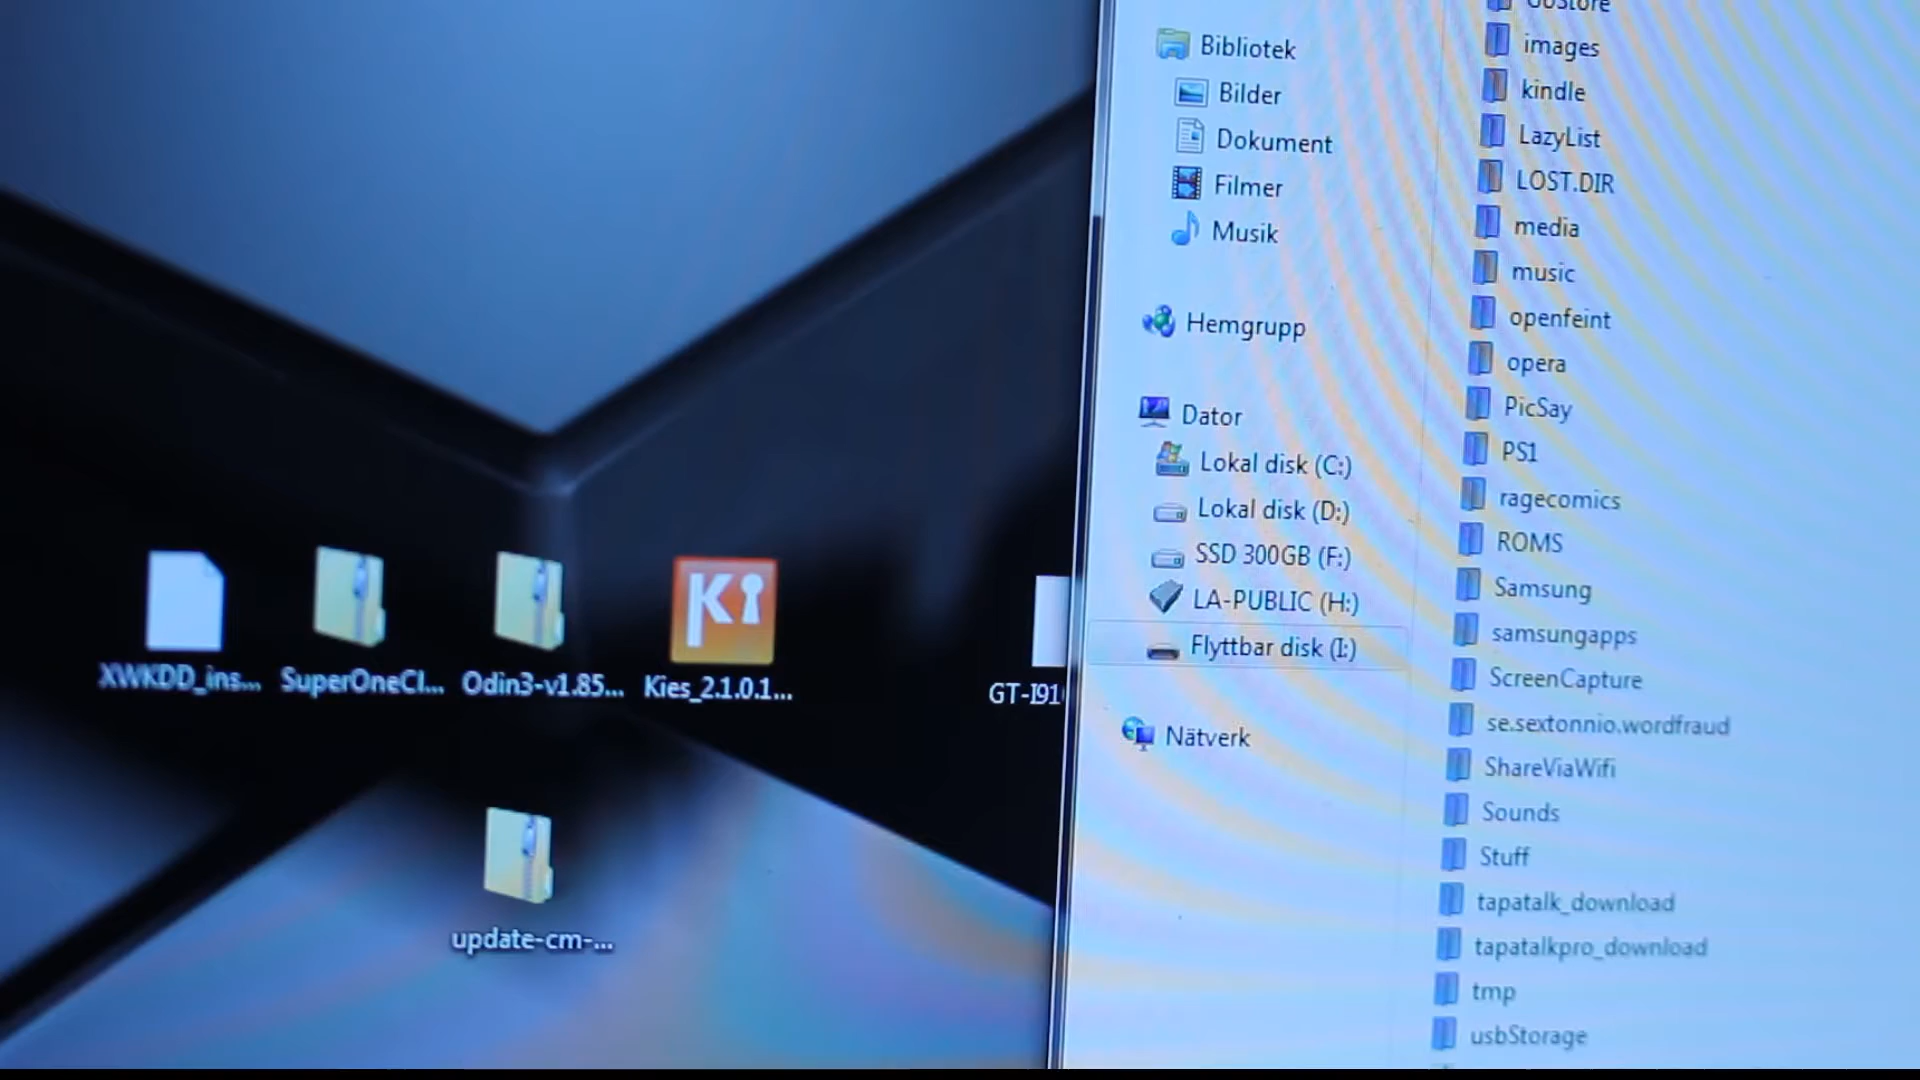 XWKDD_ins...
SuperOneCl...
Odin3-v1.85...
Ki
Kies_2.1.0.1...
GT-I91
update-cm-...
Bibliotek
Bilder
Dokument
Filmer
Musik
Hemgrupp
Dator
Lokal disk (C:)
Lokal disk (D:)
SSD 300GB (F:)
LA-PUBLIC (H:)
Flyttbar disk (I:)
Nätverk
images
kindle
LazyList
LOST.DIR
media
music
openfeint
opera
PicSay
PS1
ragecomics
ROMS
Samsung
samsungapps
ScreenCapture
se.sextonnio.wordfraud
ShareViaWifi
Sounds
Stuff
tapatalk_download
tapatalkpro_download
tmp
usbStorage